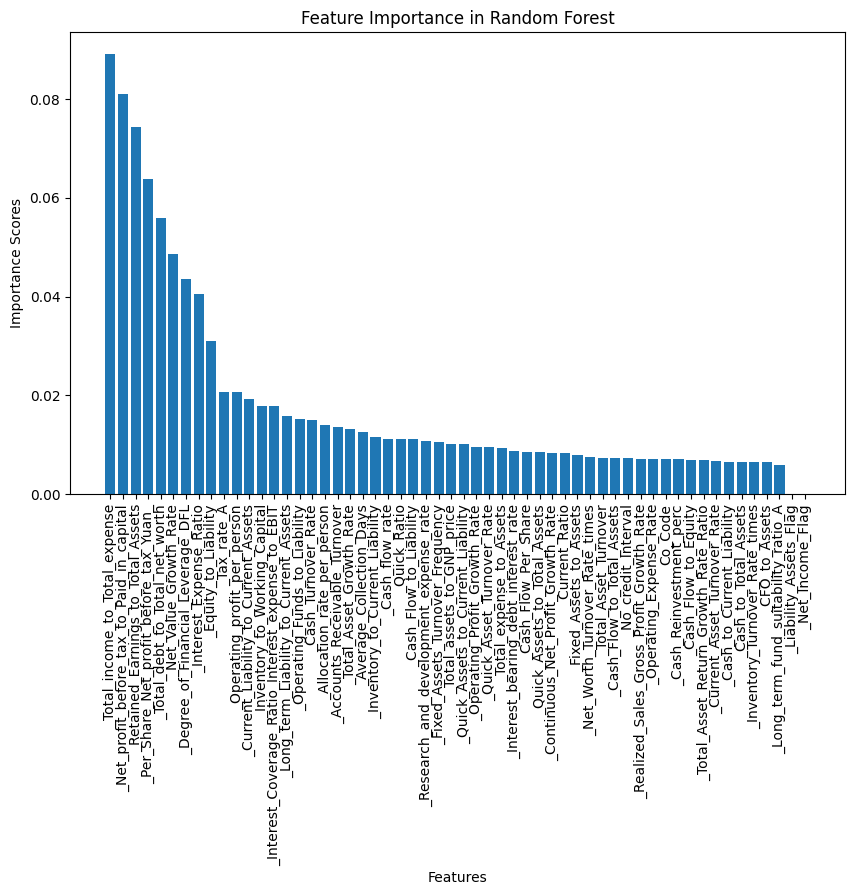 Feature Importance in Random Forest
Importance Scores
0.08
0.06
0.04
0.02
0.00
_Total_income_to_Total_expense
_Net_profit_before_tax_to_Paid_in_capital
_Retained_Earnings_to_Total_Assets
_Per_Share_Net_profit_before_tax_Yuan_
_Total_debt_to_Total_net_worth
_Net_Value_Growth_Rate
_Degree_of_Financial_Leverage_DFL
_Interest_Expense_Ratio
_Equity_to_Liability
_Tax_rate_A
_Operating_profit_per_person
_Current_Liability_to_Current_Assets
_Inventory_to_Working_Capital
_Interest_Coverage_Ratio_Interest_expense_to_EBIT
_Long_Term_Liability_to_Current_Assets
_Operating_Funds_to_Liability
_Cash_Turnover_Rate
_Allocation_rate_per_person
_Accounts_Receivable_Turnover
_Total_Asset_Growth_Rate
_Average_Collection_Days
_Inventory_to_Current_Liability
_Cash_flow_rate
_Quick_Ratio
_Cash_Flow_to_Liability
_Research_and_development_expense_rate
_Fixed_Assets_Turnover_Frequency
_Total_assets_to_GNP_price
_Quick_Assets_to_Current_Liability
_Operating_Profit_Growth_Rate
_Quick_Asset_Turnover_Rate
_Total_expense_to_Assets
_Interest_bearing_debt_interest_rate
_Cash_Flow_Per_Share
_Quick_Assets_to_Total_Assets
_Continuous_Net_Profit_Growth_Rate
_Current_Ratio
_Fixed_Assets_to_Assets
_Net_Worth_Turnover_Rate_times
_Total_Asset_Turnover
_Cash_Flow_to_Total_Assets
_No_credit_Interval
_Realized_Sales_Gross_Profit_Growth_Rate
_Operating_Expense_Rate
Co_Code
_Cash_Reinvestment_perc
_Cash_Flow_to_Equity
_Total_Asset_Return_Growth_Rate_Ratio
_Current_Asset_Turnover_Rate
_Cash_to_Current_Liability
_Cash_to_Total_Assets
_Inventory_Turnover_Rate_times
_CFO_to_Assets
_Long_term_fund_suitability_ratio_A
_Liability_Assets_Flag
_Net_Income_Flag
Features